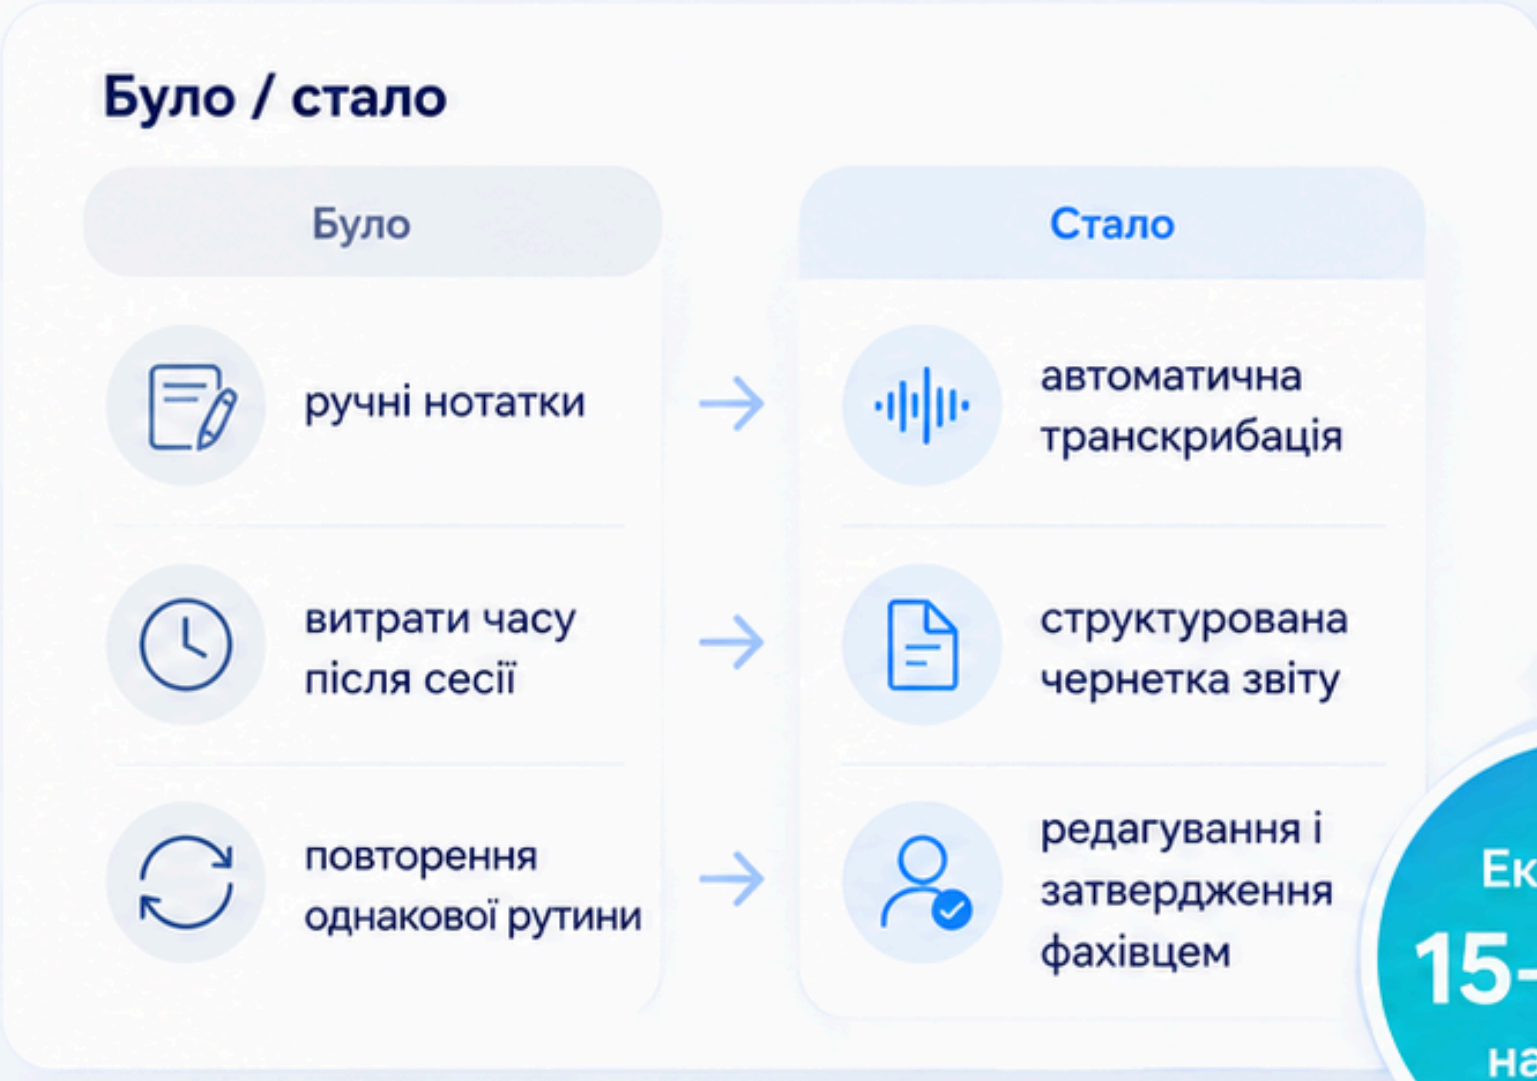 Було / стало
Було
Стало
ручні нотатки
автоматична
транскрибація
витрати часу
після сесії
структурована
чернетка звіту
повторення
однакової рутини
редагування і
затвердження
фахівцем
15-